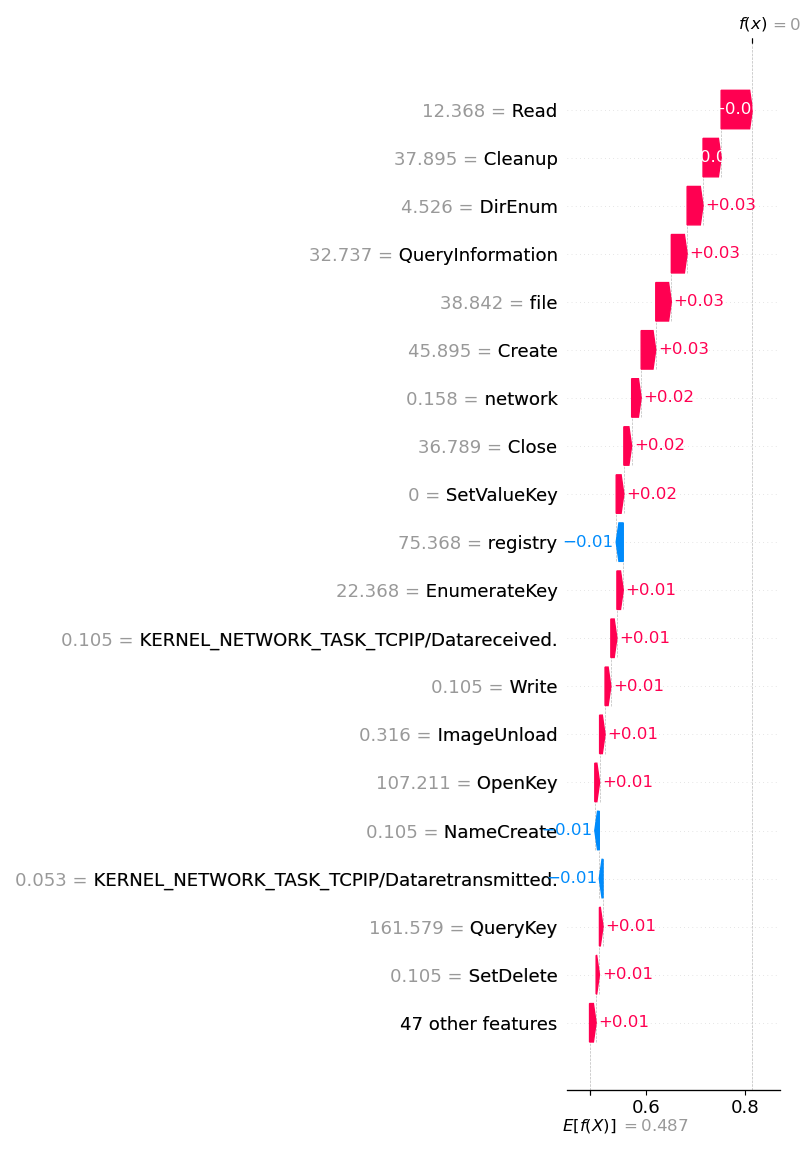 f(x) = 0
12.368 = Read
37.895 = Cleanup
4.526 = DirEnum +0.03
32.737 = QueryInformation +0.03
38.842 = file +0.03
45.895 = Create +0.03
0.158 = network +0.02
36.789 = Close +0.02
0 = SetValueKey +0.02
75.368 = registry −0.01
22.368 = EnumerateKey +0.01
0.105 = KERNEL_NETWORK_TASK_TCPIP/Datareceived. +0.01
0.105 = Write +0.01
0.316 = ImageUnload +0.01
107.211 = OpenKey +0.01
0.105 = NameCreate −0.01
0.053 = KERNEL_NETWORK_TASK_TCPIP/Dataretransmitted. −0.01
161.579 = QueryKey +0.01
0.105 = SetDelete +0.01
47 other features +0.01
0.6 0.8
E[f(X)] = 0.487